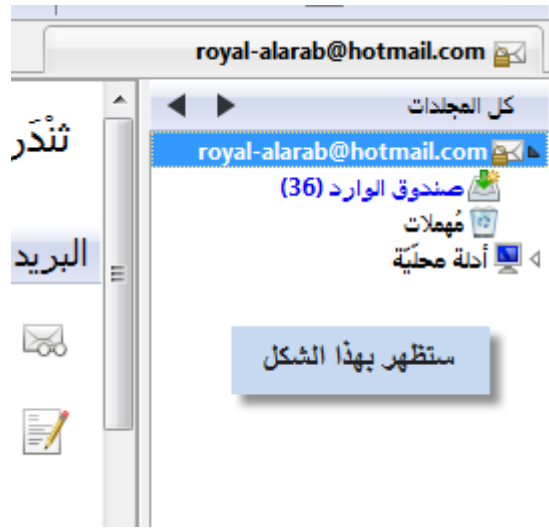 royal-alarab@hotmail.com
كل المجلدات
royal-alarab@hotmail.com
صندوق الوارد (36)
مُهملات
أدلة محليّة
ثنْدَر
البريد
ستظهر بهذا الشكل